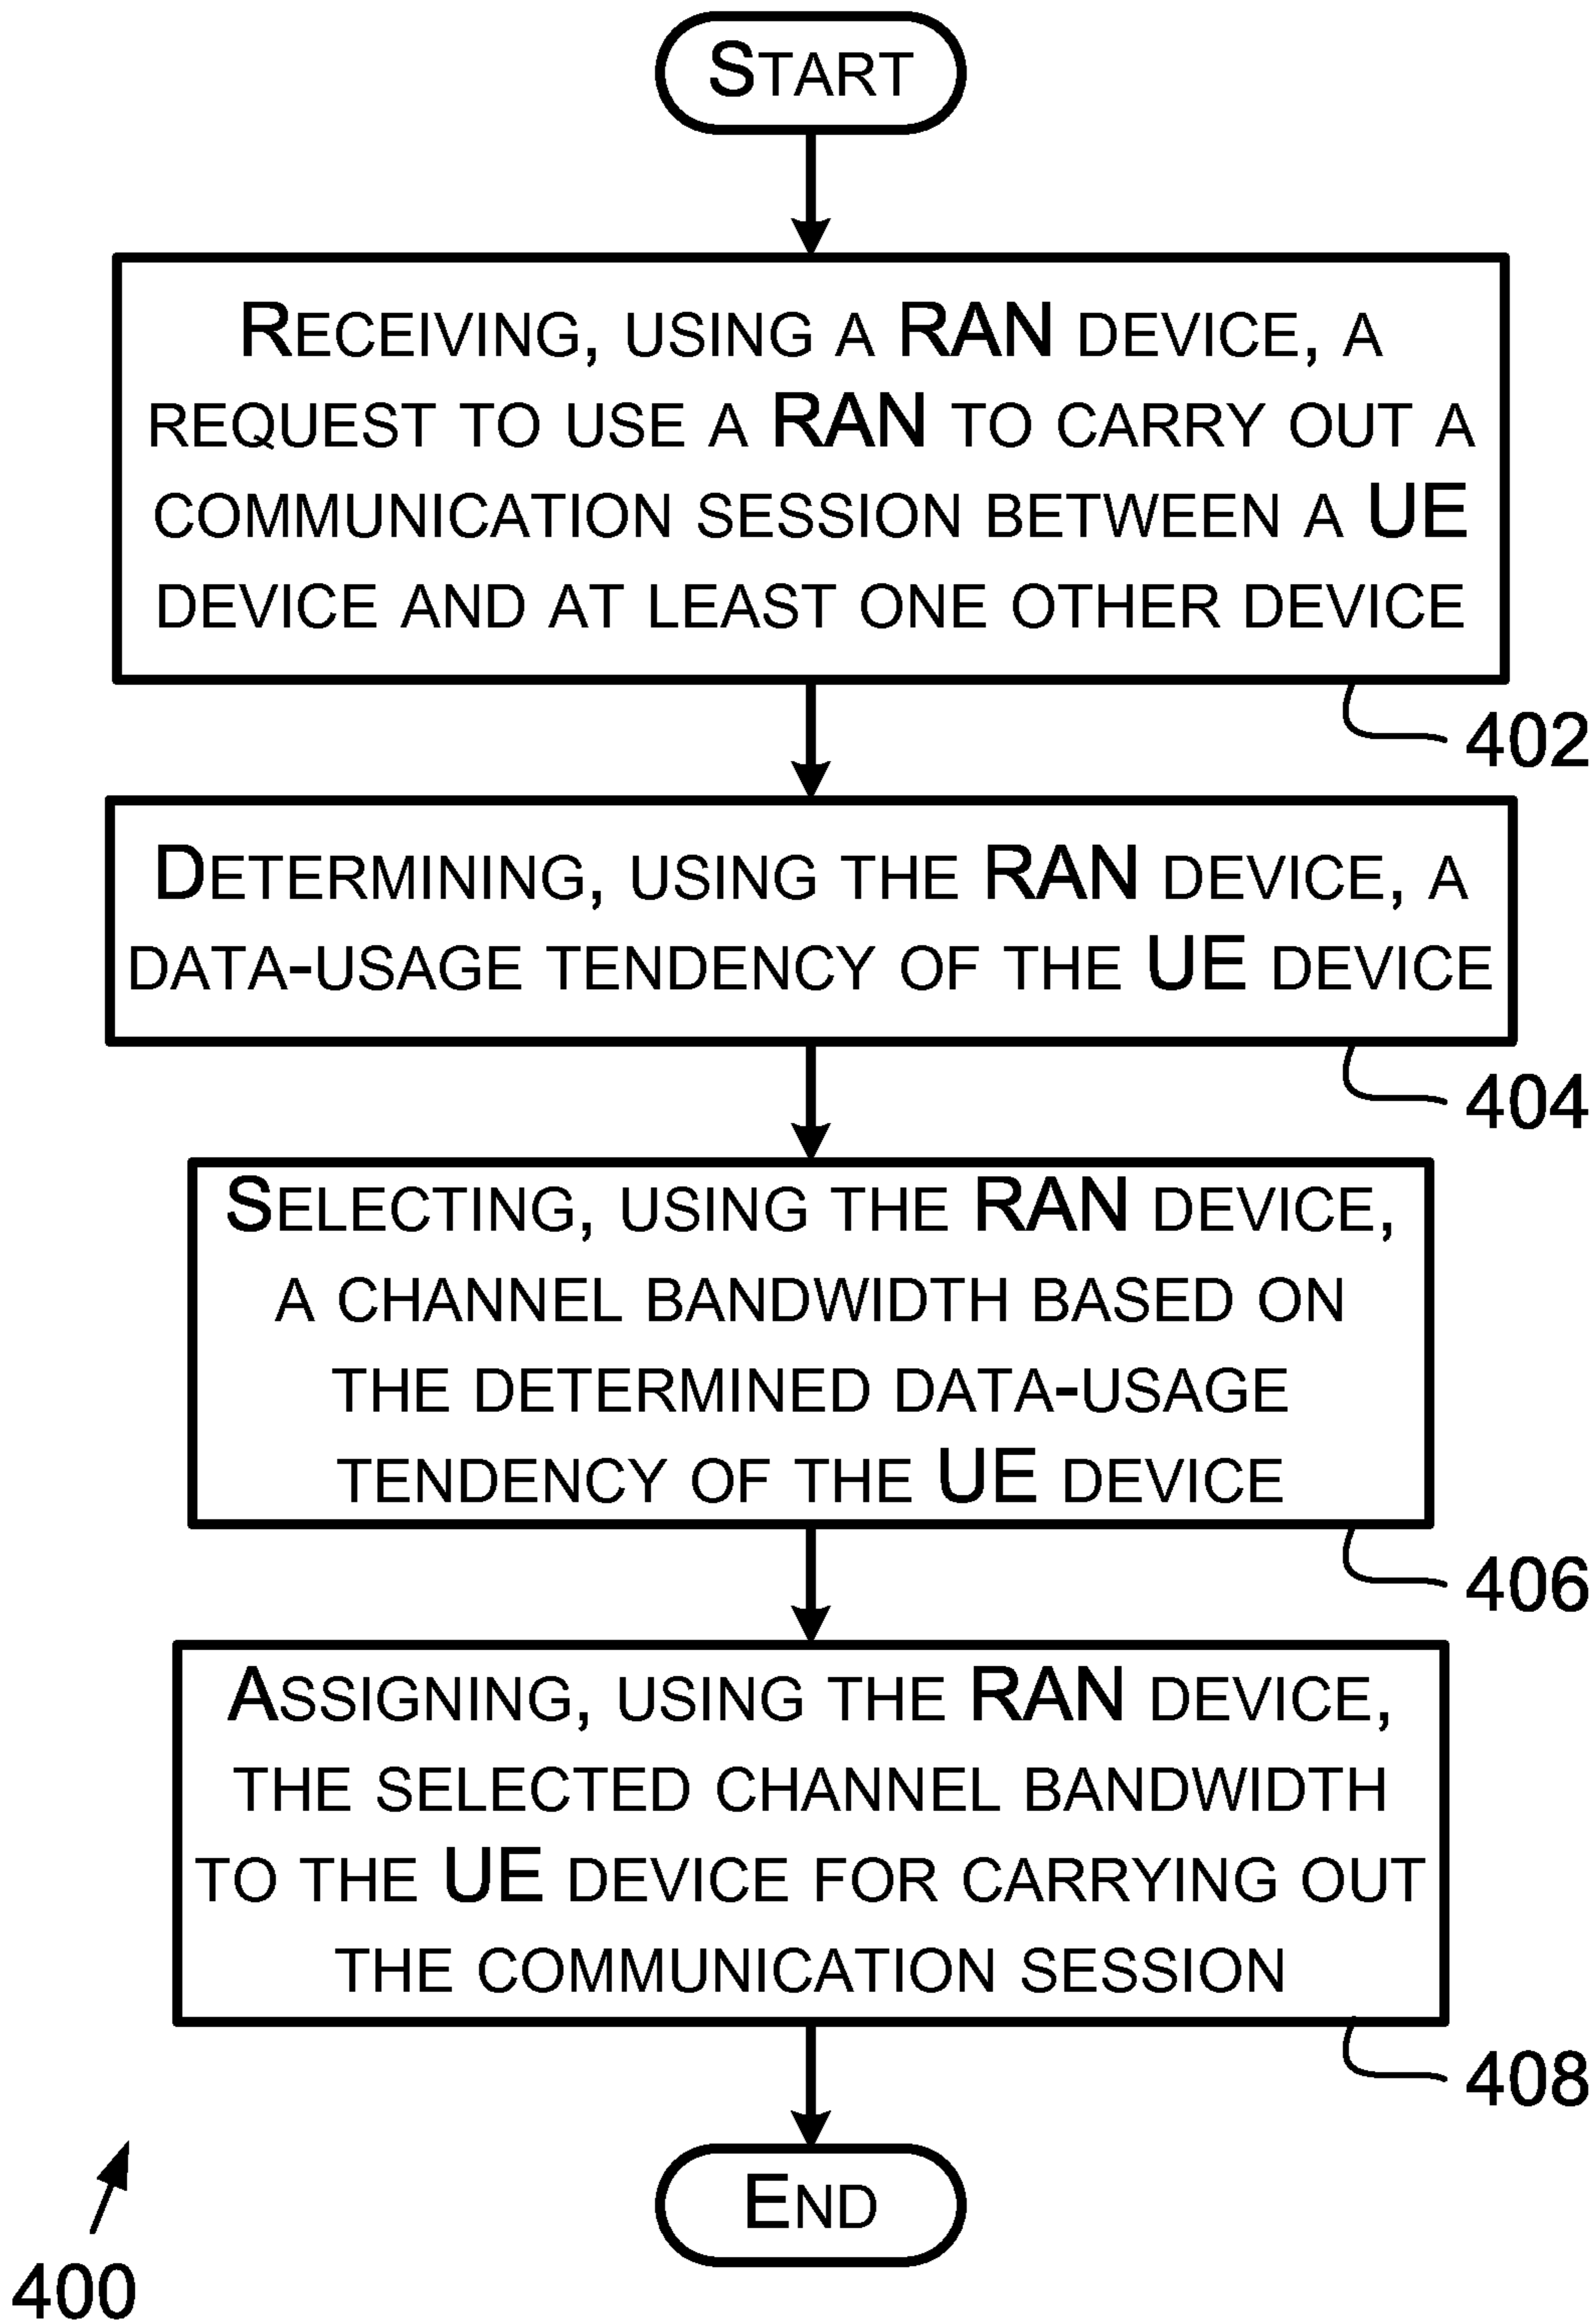 START
RECEIVING, USING A RAN DEVICE, A
REQUEST TO USE A RAN TO CARRY OUT A
COMMUNICATION SESSION BETWEEN A UE
DEVICE AND AT LEAST ONE OTHER DEVICE
402
DETERMINING, USING THE RAN DEVICE, A
DATA-USAGE TENDENCY OF THE UE DEVICE
404
SELECTING, USING THE RAN DEVICE,
A CHANNEL BANDWIDTH BASED ON
THE DETERMINED DATA-USAGE
TENDENCY OF THE UE DEVICE
406
ASSIGNING, USING THE RAN DEVICE,
THE SELECTED CHANNEL BANDWIDTH
TO THE UE DEVICE FOR CARRYING OUT
THE COMMUNICATION SESSION
408
END
400